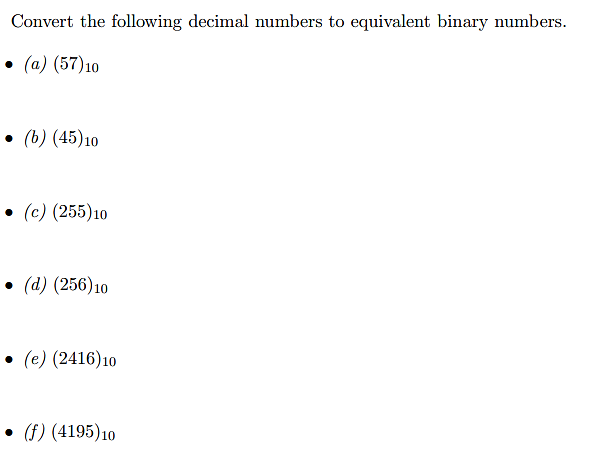 Convert the following decimal numbers to equivalent binary numbers.
• (a) (57)₁₀
• (b) (45)₁₀
• (c) (255)₁₀
• (d) (256)₁₀
• (e) (2416)₁₀
• (f) (4195)₁₀